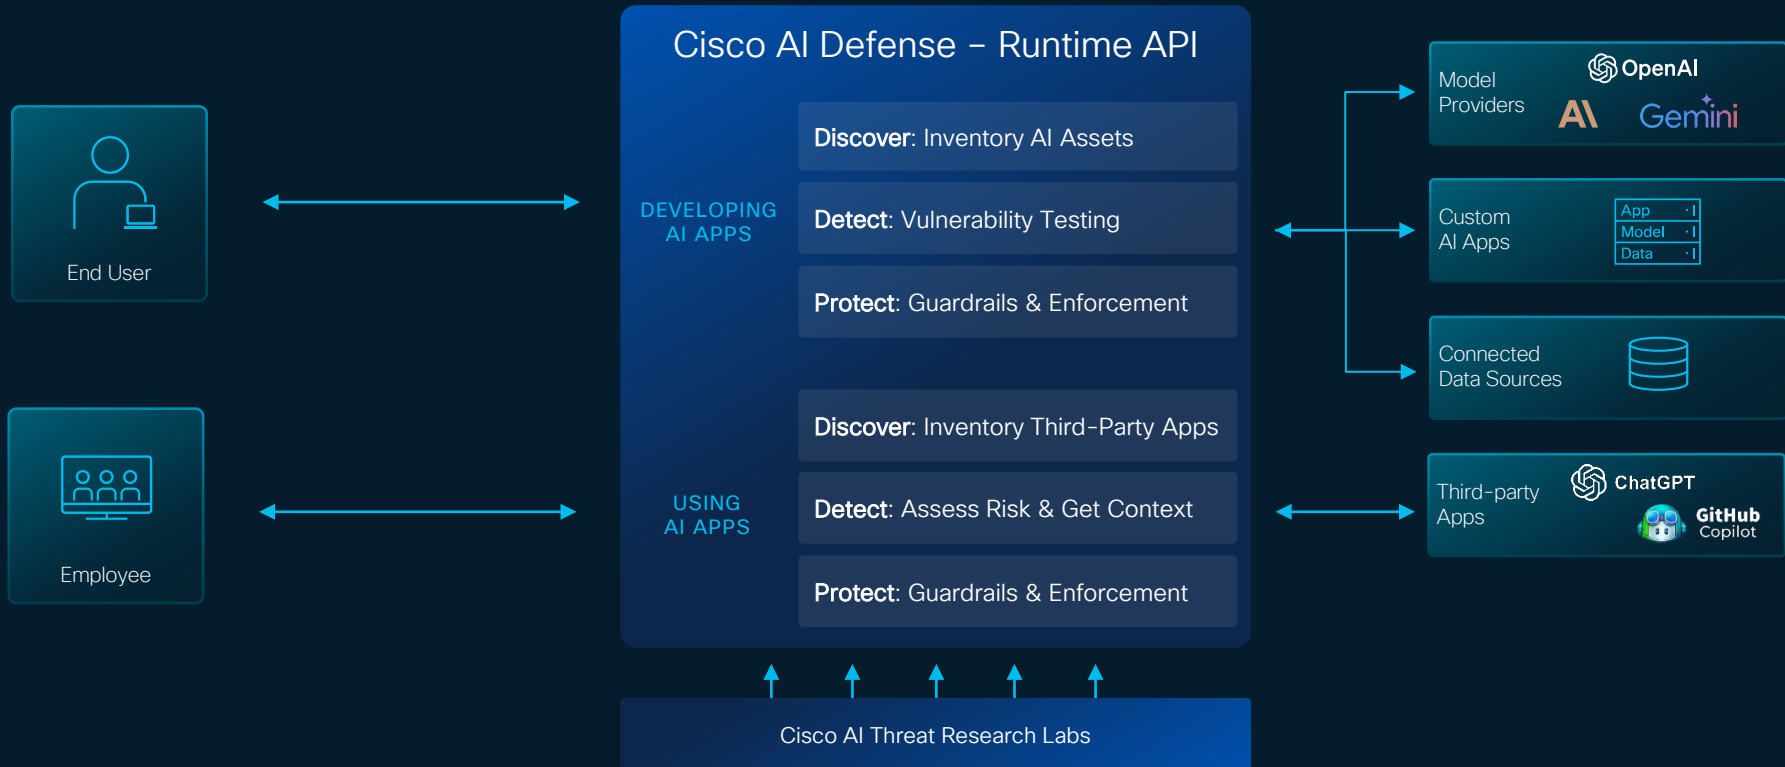 Cisco AI Defense – Runtime API
End User
Employee
DEVELOPING
AI APPS
Discover: Inventory AI Assets
Detect: Vulnerability Testing
Protect: Guardrails & Enforcement
USING
AI APPS
Discover: Inventory Third-Party Apps
Detect: Assess Risk & Get Context
Protect: Guardrails & Enforcement
Cisco AI Threat Research Labs
Model
Providers
OpenAI
AI
Gemini
Custom
AI Apps
App
Model
Data
Connected
Data Sources
Third-party
Apps
ChatGPT
GitHub
Copilot